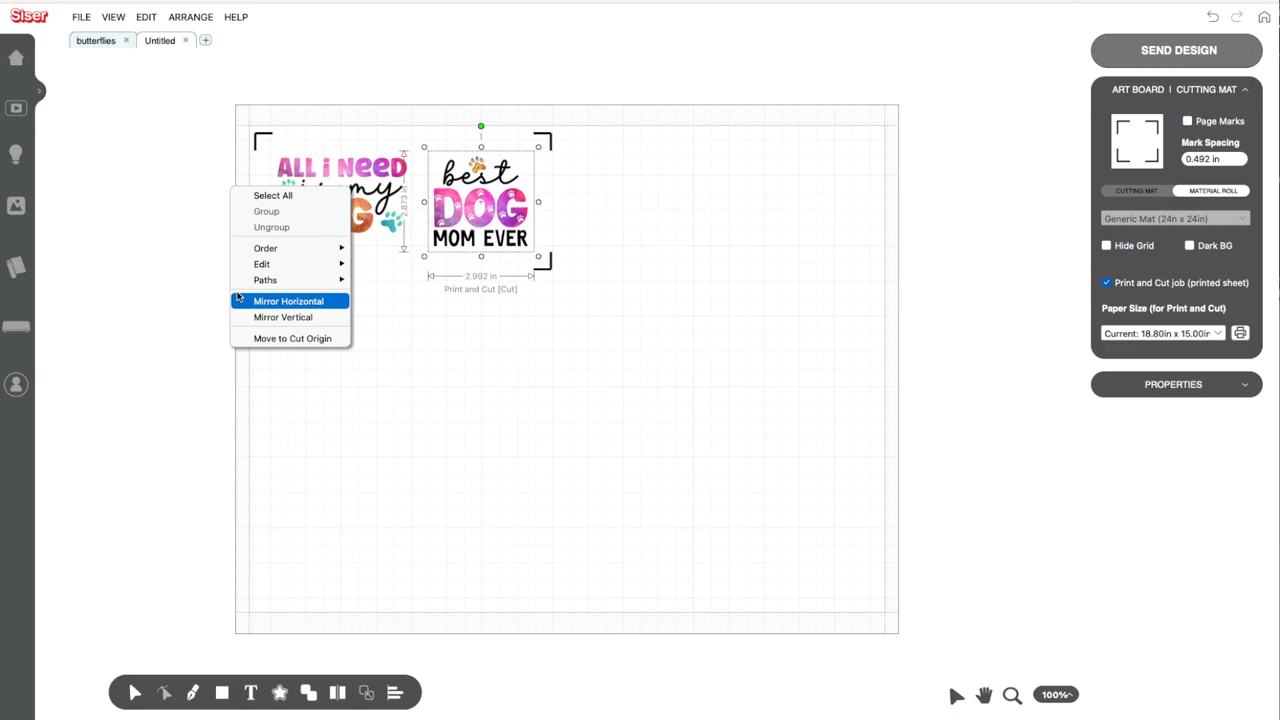 Siser
FILE VIEW EDIT ARRANGE HELP
butterflies × Untitled ×
SEND DESIGN
ART BOARD | CUTTING MAT
Page Marks
Mark Spacing
0.492 in
CUTTING MAT MATERIAL ROLL
Generic Mat (24n x 24in)
Hide Grid Dark BG
Print and Cut job (printed sheet)
Paper Size (for Print and Cut)
Current: 18.80in x 15.00in
PROPERTIES
ALL i NEED
my
G
2.873 in
best
DOG
MOM EVER
2.992 in
Print and Cut [Cut]
Select All
Group
Ungroup
Order
Edit
Paths
Mirror Horizontal
Mirror Vertical
Move to Cut Origin
T
100%